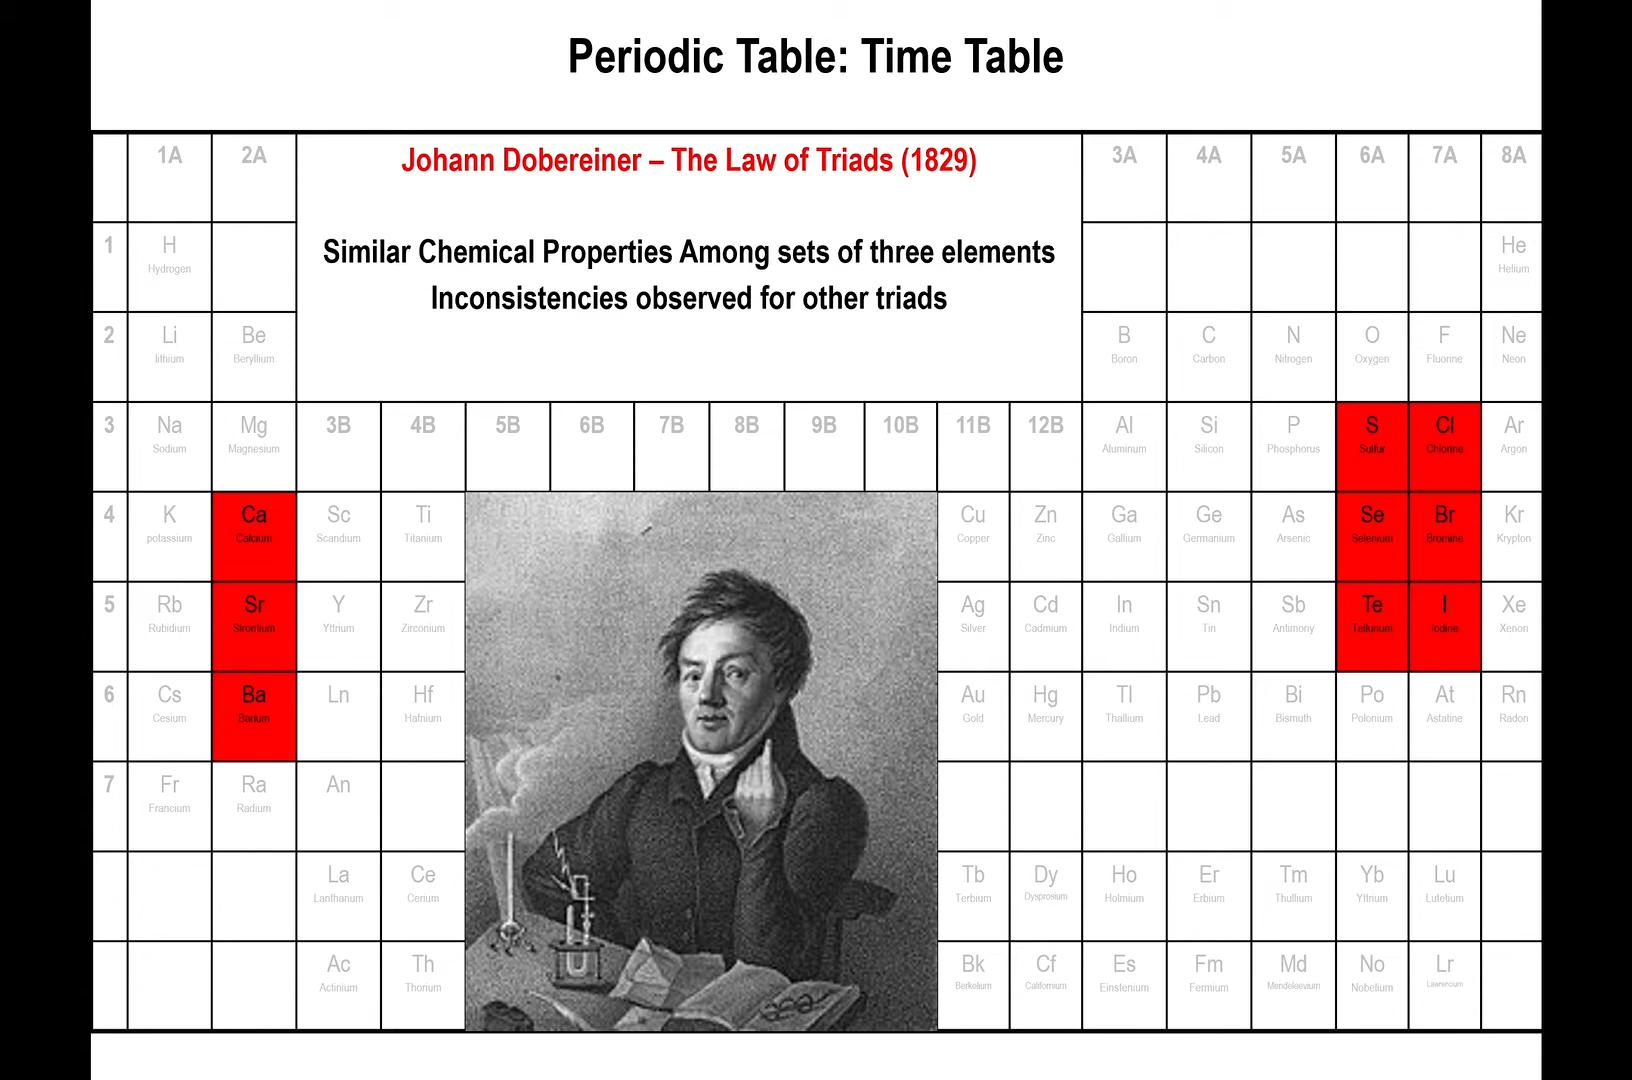 Periodic Table: Time Table
1A 2A Johann Dobereiner – The Law of Triads (1829) 3A 4A 5A 6A 7A 8A
1 H Similar Chemical Properties Among sets of three elements He
Hydrogen Helium
Inconsistencies observed for other triads
2 Li Be B C N O F Ne
lithium Beryllium Boron Carbon Nitrogen Oxygen Fluorine Neon
3 Na Mg 3B 4B 5B 6B 7B 8B 9B 10B 11B 12B Al Si P S Cl Ar
Sodium Magnesium Aluminum Silicon Phosphorus Sulfur Chlorine Argon
4 K Ca Sc Ti Cu Zn Ga Ge As Se Br Kr
potassium Calcium Scandium Titanium Copper Zinc Gallium Germanium Arsenic Selenium Bromine Krypton
5 Rb Sr Y Zr Ag Cd In Sn Sb Te I Xe
Rubidium Strontium Yttrium Zirconium Silver Cadmium Indium Tin Antimony Tellurium Iodine Xenon
6 Cs Ba Ln Hf Au Hg Tl Pb Bi Po At Rn
Cesium Barium Hafnium Gold Mercury Thallium Lead Bismuth Polonium Astatine Radon
7 Fr Ra An
Francium Radium
La Ce Tb Dy Ho Er Tm Yb Lu
Lanthanum Cerium Terbium Dysprosium Holmium Erbium Thullium Yttrium Lutetium
Ac Th Bk Cf Es Fm Md No Lr
Actinium Thorium Berkelium Californium Einstenium Fermium Mendeleevium Nobelium Lawrencium